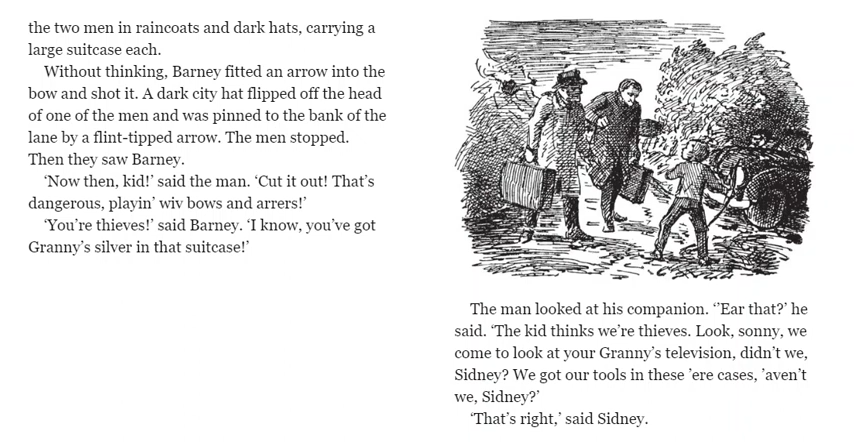 the two men in raincoats and dark hats, carrying a
large suitcase each.
Without thinking, Barney fitted an arrow into the
bow and shot it. A dark city hat flipped off the head
of one of the men and was pinned to the bank of the
lane by a flint-tipped arrow. The men stopped.
Then they saw Barney.
‘Now then, kid!’ said the man. ‘Cut it out! That’s
dangerous, playin’ wiv bows and arrers!’
‘You’re thieves!’ said Barney. ‘I know, you’ve got
Granny’s silver in that suitcase!’
The man looked at his companion. ‘’Ear that?’ he
said. ‘The kid thinks we’re thieves. Look, sonny, we
come to look at your Granny’s television, didn’t we,
Sidney? We got our tools in these ’ere cases, ’aven’t
we, Sidney?’
‘That’s right,’ said Sidney.